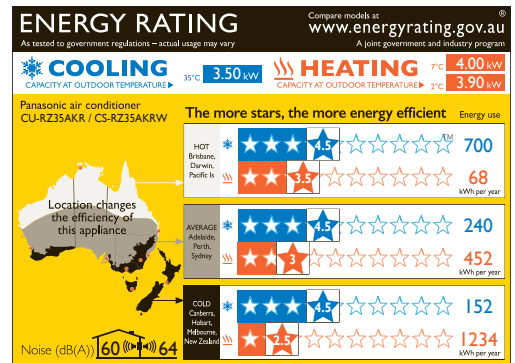 ENERGY RATING
As tested to government regulations – actual usage may vary
Compare models at
www.energyrating.gov.au
®
A joint government and industry program
COOLING
CAPACITY AT OUTDOOR TEMPERATURE
35°C 3.50 kW
HEATING
CAPACITY AT OUTDOOR TEMPERATURE
7°C 4.00 kW
2°C 3.90 kW
Panasonic air conditioner
CU-RZ35AKR / CS-RZ35AKRW
The more stars, the more energy efficient
Energy use
HOT
Brisbane,
Darwin,
Pacific Is
4.5
TM
700
3.5
68
kWh per year
Location changes
the efficiency of
this appliance
AVERAGE
Adelaide,
Perth,
Sydney
4.5
240
3
452
kWh per year
COLD
Canberra,
Hobart,
Melbourne,
New Zealand
4.5
152
2.5
1234
kWh per year
Noise (dB(A)) 60 64